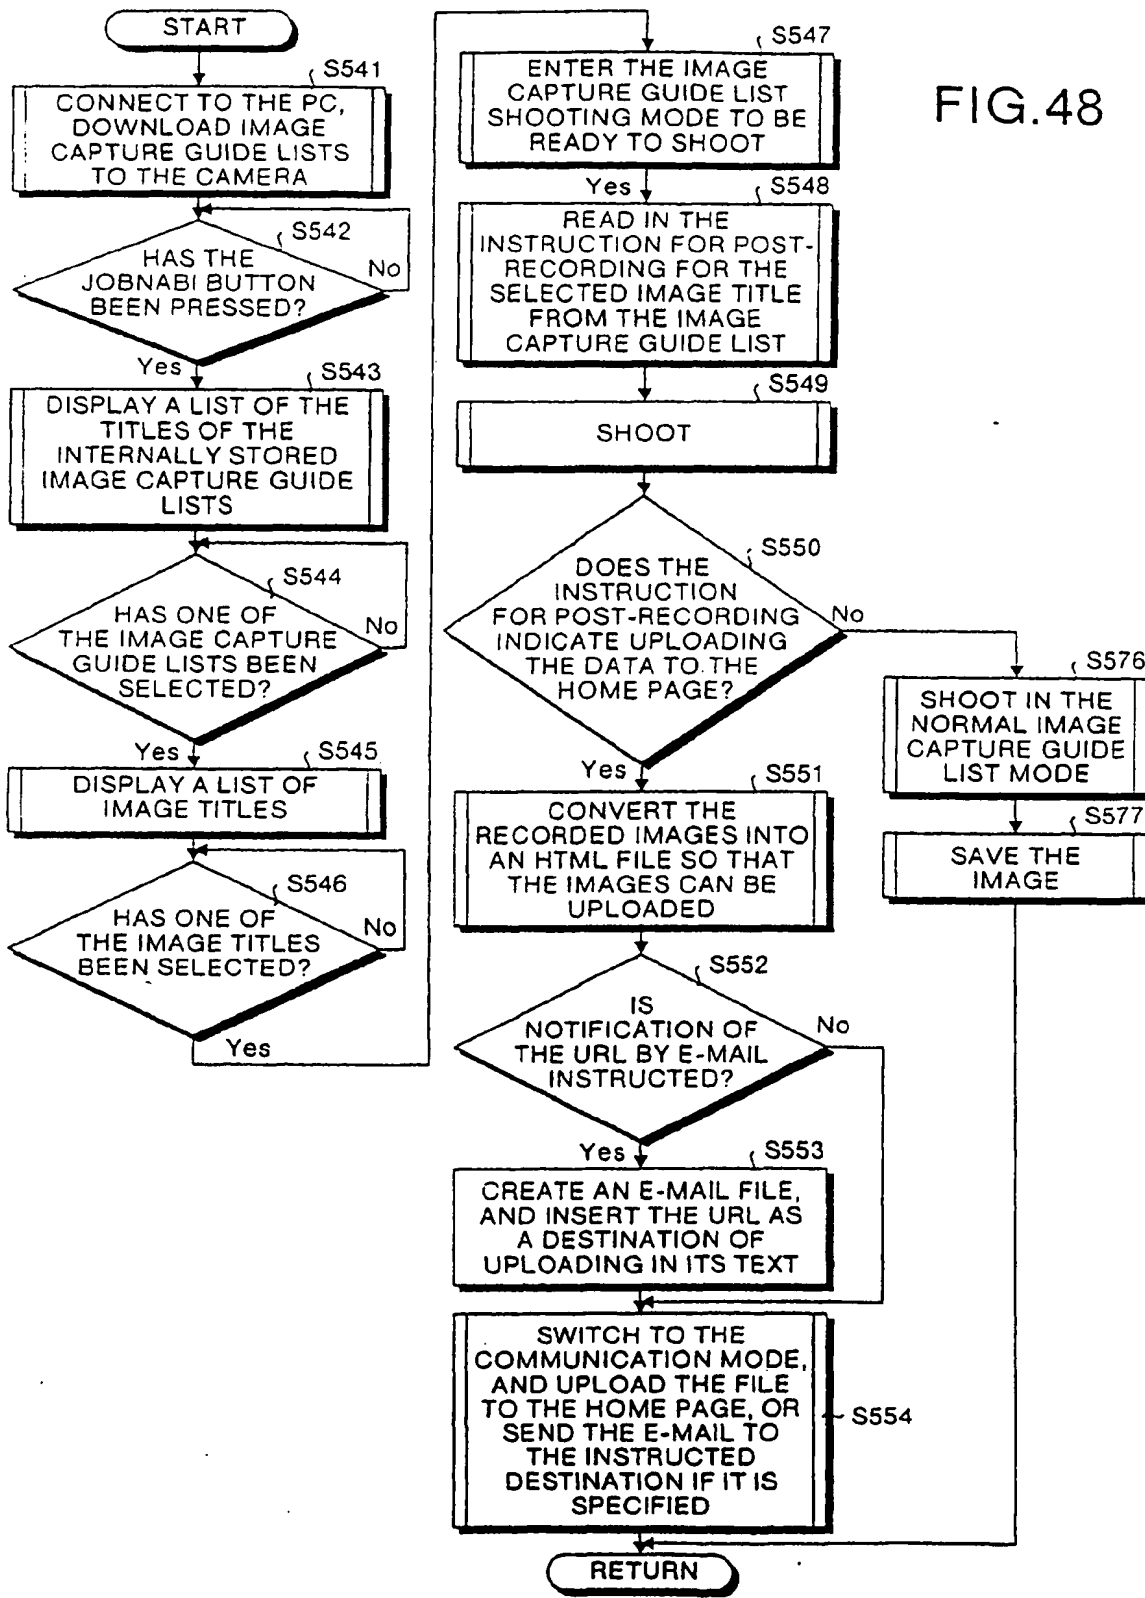 START
S541
CONNECT TO THE PC,
DOWNLOAD IMAGE
CAPTURE GUIDE LISTS
TO THE CAMERA
S542
HAS THE
JOBNABI BUTTON
BEEN PRESSED?
No
Yes
S543
DISPLAY A LIST OF THE
TITLES OF THE
INTERNALLY STORED
IMAGE CAPTURE GUIDE
LISTS
S544
HAS ONE OF
THE IMAGE CAPTURE
GUIDE LISTS BEEN
SELECTED?
No
Yes
S545
DISPLAY A LIST OF
IMAGE TITLES
S546
HAS ONE OF
THE IMAGE TITLES
BEEN SELECTED?
No
Yes
S547
ENTER THE IMAGE
CAPTURE GUIDE LIST
SHOOTING MODE TO BE
READY TO SHOOT
Yes
S548
READ IN THE
INSTRUCTION FOR POST-
RECORDING FOR THE
SELECTED IMAGE TITLE
FROM THE IMAGE
CAPTURE GUIDE LIST
S549
SHOOT
S550
DOES THE
INSTRUCTION
FOR POST-RECORDING
INDICATE UPLOADING
THE DATA TO THE
HOME PAGE?
No
Yes
S551
CONVERT THE
RECORDED IMAGES INTO
AN HTML FILE SO THAT
THE IMAGES CAN BE
UPLOADED
S552
IS
NOTIFICATION OF
THE URL BY E-MAIL
INSTRUCTED?
No
Yes
S553
CREATE AN E-MAIL FILE,
AND INSERT THE URL AS
A DESTINATION OF
UPLOADING IN ITS TEXT
SWITCH TO THE
COMMUNICATION MODE,
AND UPLOAD THE FILE
TO THE HOME PAGE, OR
SEND THE E-MAIL TO
THE INSTRUCTED
DESTINATION IF IT IS
SPECIFIED
S554
RETURN
FIG.48
S576
SHOOT IN THE
NORMAL IMAGE
CAPTURE GUIDE
LIST MODE
S577
SAVE THE
IMAGE